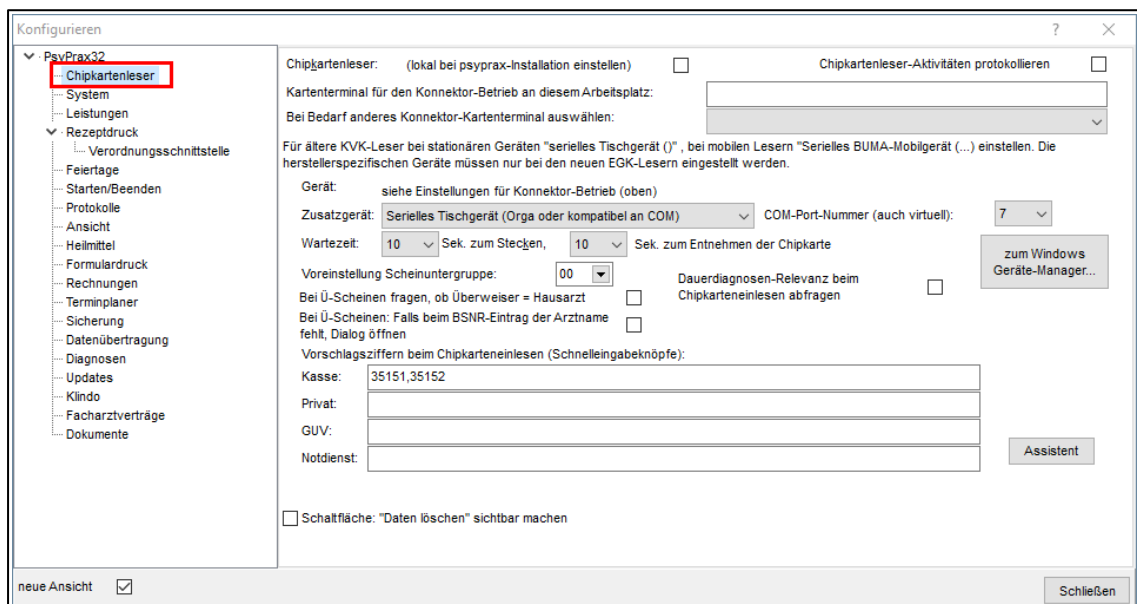 Konfigurieren
PsyPrax32
Chipkartenleser
System
Leistungen
Rezeptdruck
Verordnungsschnittstelle
Feiertage
Starten/Beenden
Protokolle
Ansicht
Heilmittel
Formulardruck
Rechnungen
Terminplaner
Sicherung
Datenübertragung
Diagnosen
Updates
Klindo
Facharztverträge
Dokumente
Chipkartenleser: (lokal bei psyprax-Installation einstellen) Chipkartenleser-Aktivitäten protokollieren
Kartenterminal für den Konnektor-Betrieb an diesem Arbeitsplatz:
Bei Bedarf anderes Konnektor-Kartenterminal auswählen:
Für ältere KVK-Leser bei stationären Geräten "serielles Tischgerät ()" , bei mobilen Lesern "Serielles BUMA-Mobilgerät (...) einstellen. Die
herstellerspezifischen Geräte müssen nur bei den neuen EGK-Lesern eingestellt werden.
Gerät: siehe Einstellungen für Konnektor-Betrieb (oben)
Zusatzgerät: Serielles Tischgerät (Orga oder kompatibel an COM) COM-Port-Nummer (auch virtuell): 7
Wartezeit: 10 Sek. zum Stecken, 10 Sek. zum Entnehmen der Chipkarte
zum Windows
Geräte-Manager...
Voreinstellung Scheinuntergruppe: 00
Dauerdiagnosen-Relevanz beim
Chipkarteneinlesen abfragen
Bei Ü-Scheinen fragen, ob Überweiser = Hausarzt
Bei Ü-Scheinen: Falls beim BSNR-Eintrag der Arztname
fehlt, Dialog öffnen
Vorschlagsziffern beim Chipkarteneinlesen (Schnelleingabeknöpfe):
Kasse: 35151,35152
Privat:
GUV:
Notdienst:
Assistent
Schaltfläche: "Daten löschen" sichtbar machen
neue Ansicht
Schließen